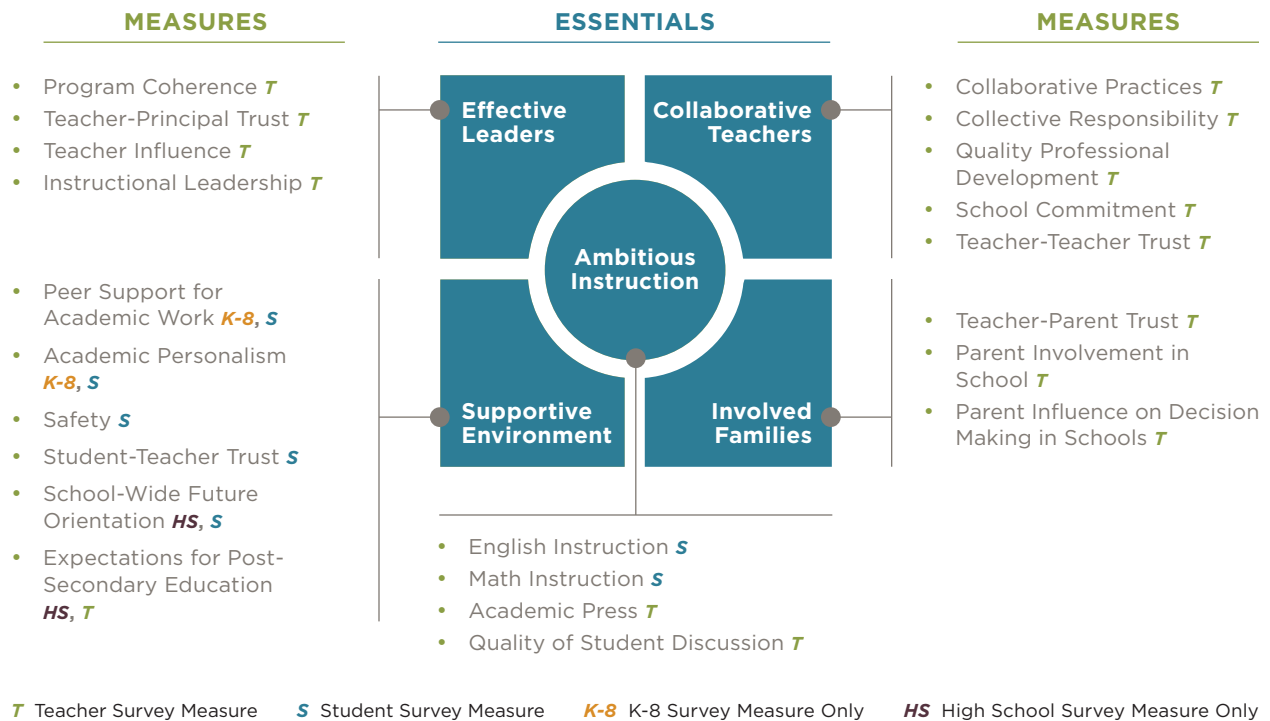 MEASURES
ESSENTIALS
MEASURES
• Program Coherence T
• Teacher-Principal Trust T
• Teacher Influence T
• Instructional Leadership T
Effective
Leaders
Collaborative
Teachers
• Collaborative Practices T
• Collective Responsibility T
• Quality Professional
Development T
• School Commitment T
• Teacher-Teacher Trust T
Ambitious
Instruction
• Peer Support for
Academic Work K-8, S
• Academic Personalism
K-8, S
• Safety S
• Student-Teacher Trust S
• School-Wide Future
Orientation HS, S
• Expectations for Post-
Secondary Education
HS, T
Supportive
Environment
Involved
Families
• Teacher-Parent Trust T
• Parent Involvement in
School T
• Parent Influence on Decision
Making in Schools T
• English Instruction S
• Math Instruction S
• Academic Press T
• Quality of Student Discussion T
T Teacher Survey Measure S Student Survey Measure K-8 K-8 Survey Measure Only HS High School Survey Measure Only